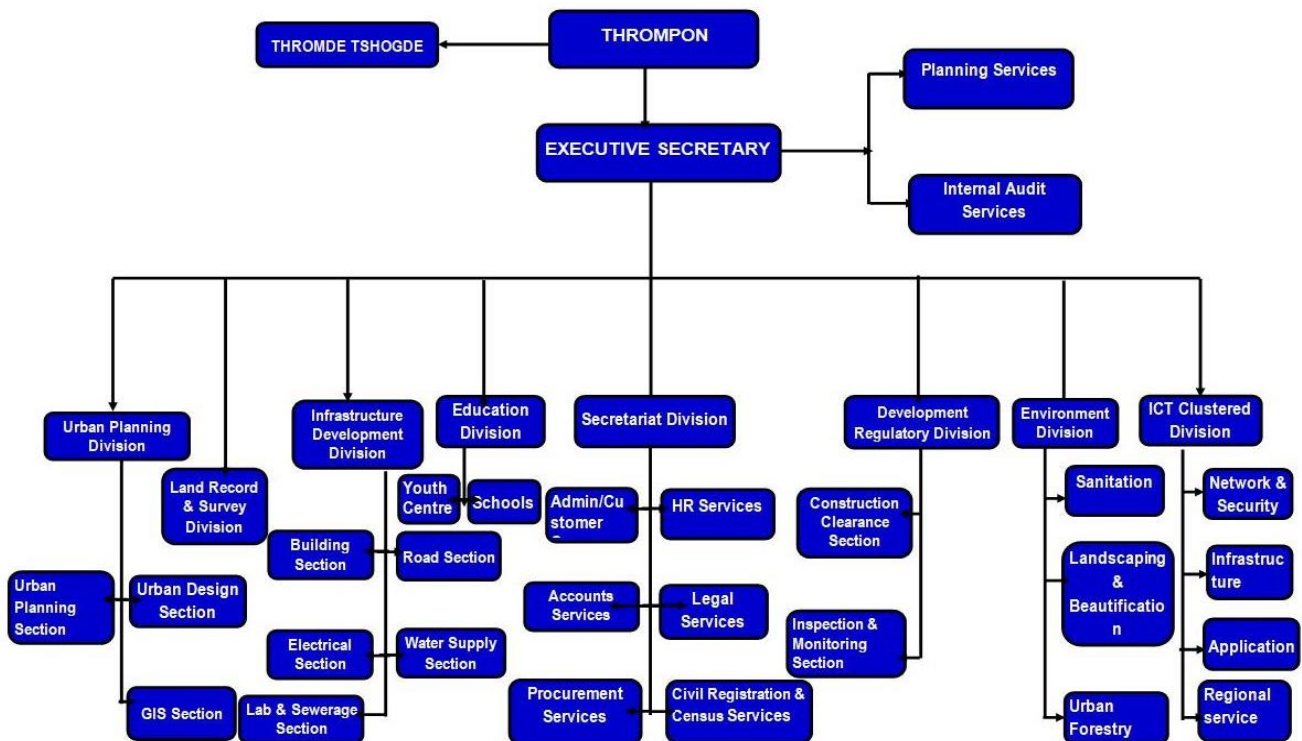 THROMPON
THROMDE TSHOGDE
Planning Services
EXECUTIVE SECRETARY
Internal Audit
Services
Urban Planning
Division
Land Record
& Survey
Division
Infrastructure
Development
Division
Education
Division
Secretariat Division
Development
Regulatory Division
Environment
Division
ICT Clustered
Division
Urban
Planning
Section
Urban Design
Section
GIS Section
Building
Section
Road Section
Electrical
Section
Water Supply
Section
Lab & Sewerage
Section
Youth
Centre
Schools
Admin/Cu
stomer
HR Services
Accounts
Services
Legal
Services
Procurement
Services
Civil Registration &
Census Services
Construction
Clearance
Section
Inspection &
Monitoring
Section
Sanitation
Landscaping
&
Beautificatio
n
Urban
Forestry
Network &
Security
Infrastruc
ture
Application
Regional
service